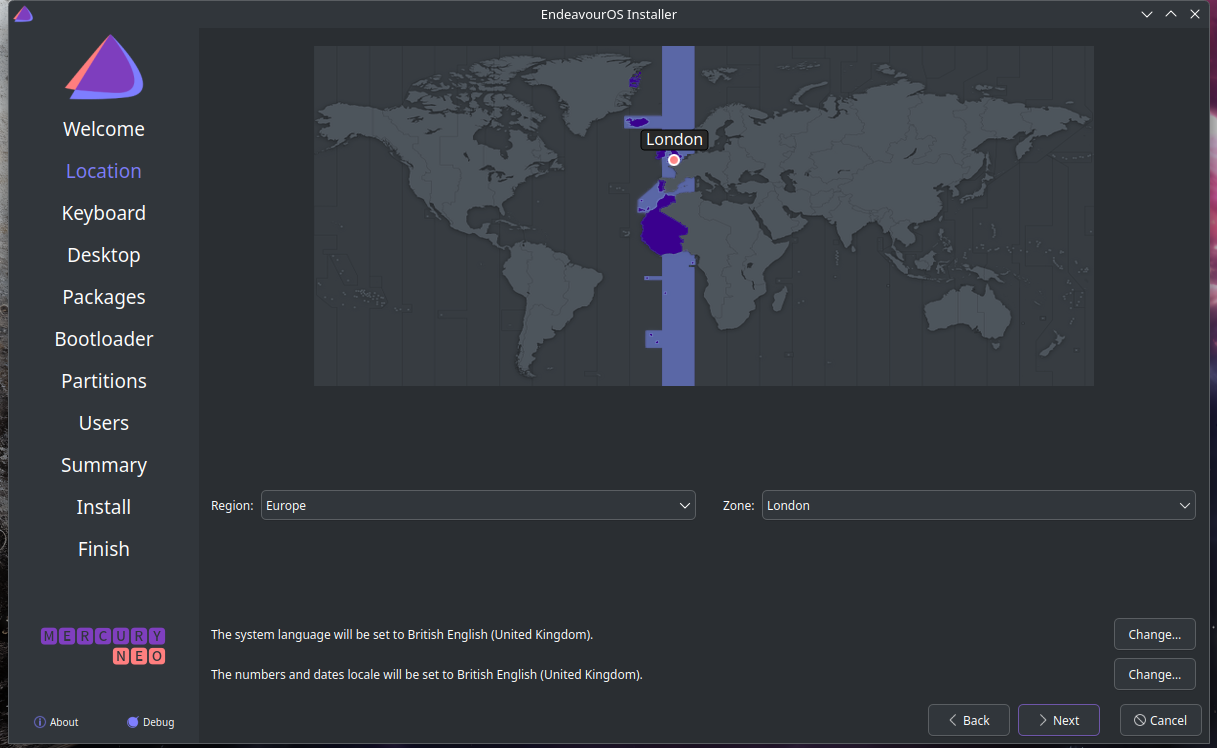 EndeavourOS Installer
Welcome
Location
Keyboard
Desktop
Packages
Bootloader
Partitions
Users
Summary
Install
Finish
MERCURY
NEO
About
Debug
London
Region: Europe
Zone: London
The system language will be set to British English (United Kingdom).
Change...
The numbers and dates locale will be set to British English (United Kingdom).
Change...
Back
Next
Cancel